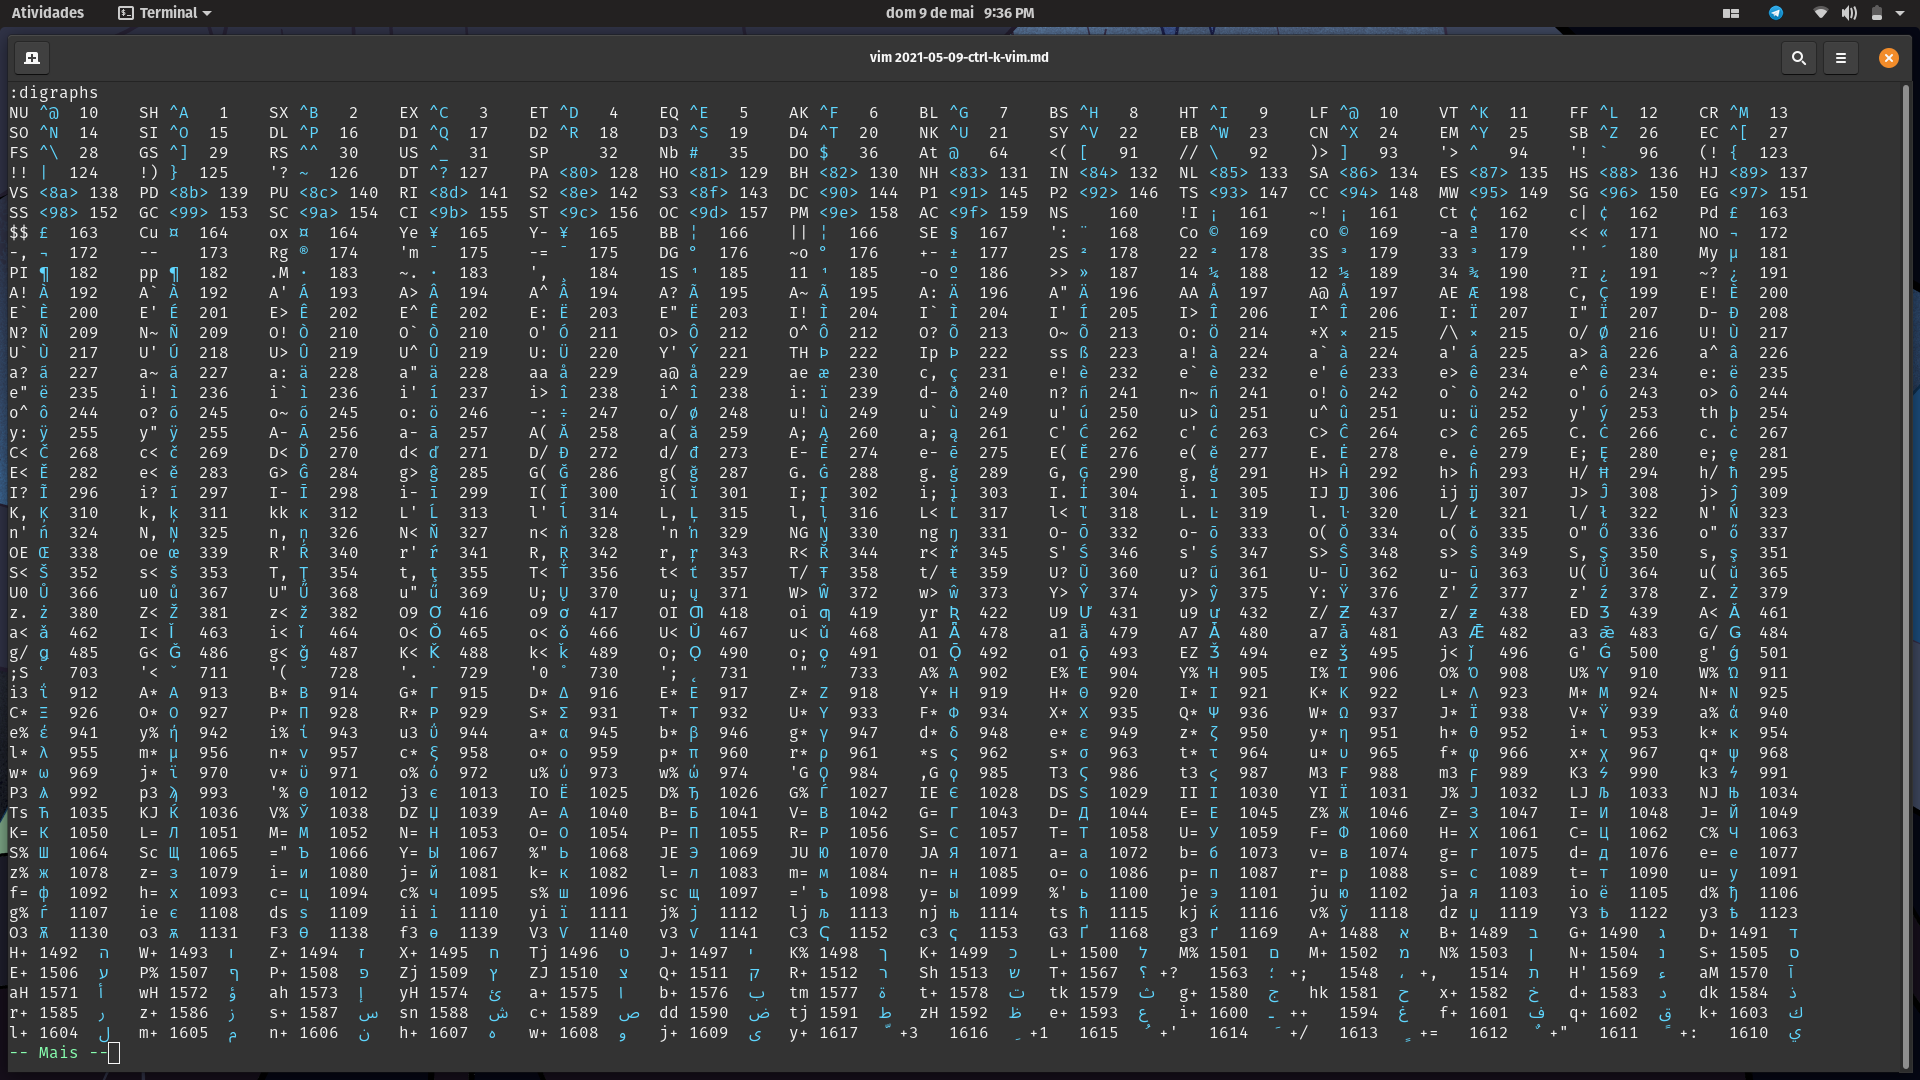 Atividades Terminal dom 9 de mai 9:36 PM
vim 2021-05-09-ctrl-k-vim.md
:digraphs
NU ^@ 10 SH ^A 1 SX ^B 2 EX ^C 3 ET ^D 4 EQ ^E 5 AK ^F 6 BL ^G 7 BS ^H 8 HT ^I 9 LF ^@ 10 VT ^K 11 FF ^L 12 CR ^M 13
SO ^N 14 SI ^O 15 DL ^P 16 D1 ^Q 17 D2 ^R 18 D3 ^S 19 D4 ^T 20 NK ^U 21 SY ^V 22 EB ^W 23 CN ^X 24 EM ^Y 25 SB ^Z 26 EC ^[ 27
FS ^\ 28 GS ^] 29 RS ^^ 30 US ^_ 31 SP 32 Nb # 35 DO $ 36 At @ 64 <( [ 91 // \ 92 )> ] 93 '> ^ 94 '! ` 96 (! { 123
!! | 124 !) } 125 '? ~ 126 DT ^? 127 PA <80> 128 HO <81> 129 BH <82> 130 NH <83> 131 IN <84> 132 NL <85> 133 SA <86> 134 ES <87> 135 HS <88> 136 HJ <89> 137
VS <8a> 138 PD <8b> 139 PU <8c> 140 RI <8d> 141 S2 <8e> 142 S3 <8f> 143 DC <90> 144 P1 <91> 145 P2 <92> 146 TS <93> 147 CC <94> 148 MW <95> 149 SG <96> 150 EG <97> 151
SS <98> 152 GC <99> 153 SC <9a> 154 CI <9b> 155 ST <9c> 156 OC <9d> 157 PM <9e> 158 AC <9f> 159 NS 160 !I ¡ 161 ~! ¡ 161 Ct ¢ 162 c| ¢ 162 Pd £ 163
$$ £ 163 Cu ¤ 164 ox ¤ 164 Ye ¥ 165 Y- ¥ 165 BB ¦ 166 || ¦ 166 SE § 167 ': ¨ 168 Co © 169 cO © 169 -a ª 170 << « 171 NO ¬ 172
-, ¬ 172 -- 173 Rg ® 174 'm ¯ 175 -= ¯ 175 DG ° 176 ~o ° 176 +- ± 177 2S ² 178 22 ² 178 3S ³ 179 33 ³ 179 '' ´ 180 My µ 181
PI ¶ 182 pp ¶ 182 .M · 183 ~. · 183 ', ¸ 184 1S ¹ 185 11 ¹ 185 -o º 186 >> » 187 14 ¼ 188 12 ½ 189 34 ¾ 190 ?I ¿ 191 ~? ¿ 191
A! À 192 A` À 192 A' Á 193 A> Â 194 A^ Â 194 A? Ã 195 A~ Ã 195 A: Ä 196 A" Ä 196 AA Å 197 A@ Å 197 AE Æ 198 C, Ç 199 E! È 200
E` È 200 E' É 201 E> Ê 202 E^ Ê 202 E: Ë 203 E" Ë 203 I! Ì 204 I` Ì 204 I' Í 205 I> Î 206 I^ Î 206 I: Ï 207 I" Ï 207 D- Ð 208
N? Ñ 209 N~ Ñ 209 O! Ò 210 O` Ò 210 O' Ó 211 O> Ô 212 O^ Ô 212 O? Õ 213 O~ Õ 213 O: Ö 214 *X × 215 /\ × 215 O/ Ø 216 U! Ù 217
U` Ù 217 U' Ú 218 U> Û 219 U^ Û 219 U: Ü 220 Y' Ý 221 TH Þ 222 Ip Þ 222 ss ß 223 a! à 224 a` à 224 a' á 225 a> â 226 a^ â 226
a? ã 227 a~ ã 227 a: ä 228 a" ä 228 aa å 229 a@ å 229 ae æ 230 c, ç 231 e! è 232 e` è 232 e' é 233 e> ê 234 e^ ê 234 e: ë 235
e" ë 235 i! ì 236 i` ì 236 i' í 237 i> î 238 i^ î 238 i: ï 239 d- ð 240 n? ñ 241 n~ ñ 241 o! ò 242 o` ò 242 o' ó 243 o> ô 244
o^ ô 244 o? õ 245 o~ õ 245 o: ö 246 -: ÷ 247 o/ ø 248 u! ù 249 u` ù 249 u' ú 250 u> û 251 u^ û 251 u: ü 252 y' ý 253 th þ 254
y: ÿ 255 y" ÿ 255 A- Ā 256 a- ā 257 A( Ă 258 a( ă 259 A; Ą 260 a; ą 261 C' Ć 262 c' ć 263 C> Ĉ 264 c> ĉ 265 C. Ċ 266 c. ċ 267
C< Č 268 c< č 269 D< Ď 270 d< ď 271 D/ Đ 272 d/ đ 273 E- Ē 274 e- ē 275 E( Ĕ 276 e( ĕ 277 E. Ė 278 e. ė 279 E; Ę 280 e; ę 281
E< Ě 282 e< ě 283 G> Ĝ 284 g> ĝ 285 G( Ğ 286 g( ğ 287 G. Ġ 288 g. ġ 289 G, Ģ 290 g, ģ 291 H> Ĥ 292 h> ĥ 293 H/ Ħ 294 h/ ħ 295
I? Ĩ 296 i? ĩ 297 I- Ī 298 i- ī 299 I( Ĭ 300 i( ĭ 301 I; Į 302 i; į 303 I. İ 304 i. ı 305 IJ Ĳ 306 ij ĳ 307 J> Ĵ 308 j> ĵ 309
K, Ķ 310 k, ķ 311 kk ĸ 312 L' Ĺ 313 l' ĺ 314 L, Ļ 315 l, ļ 316 L< Ľ 317 l< ľ 318 L. Ŀ 319 l. ŀ 320 L/ Ł 321 l/ ł 322 N' Ń 323
n' ń 324 N, Ņ 325 n, ņ 326 N< Ň 327 n< ň 328 'n ŉ 329 NG Ŋ 330 ng ŋ 331 O- Ō 332 o- ō 333 O( Ŏ 334 o( ŏ 335 O" Ő 336 o" ő 337
OE Œ 338 oe œ 339 R' Ŕ 340 r' ŕ 341 R, Ŗ 342 r, ŗ 343 R< Ř 344 r< ř 345 S' Ś 346 s' ś 347 S> Ŝ 348 s> ŝ 349 S, Ş 350 s, ş 351
S< Š 352 s< š 353 T, Ţ 354 t, ţ 355 T< Ť 356 t< ť 357 T/ Ŧ 358 t/ ŧ 359 U? Ũ 360 u? ũ 361 U- Ū 362 u- ū 363 U( Ŭ 364 u( ŭ 365
U0 Ů 366 u0 ů 367 U" Ű 368 u" ű 369 U; Ų 370 u; ų 371 W> Ŵ 372 w> ŵ 373 Y> Ŷ 374 y> ŷ 375 Y: Ÿ 376 Z' Ź 377 z' ź 378 Z. Ż 379
z. ż 380 Z< Ž 381 z< ž 382 O9 Ơ 416 o9 ơ 417 OI Ƣ 418 oi ƣ 419 yr Ʀ 422 U9 Ư 431 u9 ư 432 Z/ Ƶ 437 z/ ƶ 438 ED Ʒ 439 A< Ǎ 461
a< ǎ 462 I< Ǐ 463 i< ǐ 464 O< Ǒ 465 o< ǒ 466 U< Ǔ 467 u< ǔ 468 A1 Ǟ 478 a1 ǟ 479 A7 Ǡ 480 a7 ǡ 481 A3 Ǣ 482 a3 ǣ 483 G/ Ǥ 484
g/ ǥ 485 G< Ǧ 486 g< ǧ 487 K< Ǩ 488 k< ǩ 489 O; Ǫ 490 o; ǫ 491 O1 Ǭ 492 o1 ǭ 493 EZ Ǯ 494 ez ǯ 495 j< ǰ 496 G' Ǵ 500 g' ǵ 501
;S ʿ 703 '< ˇ 711 '( ˘ 728 '. ˙ 729 '0 ˚ 730 '; ˛ 731 '" ˝ 733 A% Ά 902 E% Έ 904 Y% Ή 905 I% Ί 906 O% Ό 908 U% Ύ 910 W% Ώ 911
i3 ΐ 912 A* Α 913 B* Β 914 G* Γ 915 D* Δ 916 E* Ε 917 Z* Ζ 918 Y* Η 919 H* Θ 920 I* Ι 921 K* Κ 922 L* Λ 923 M* Μ 924 N* Ν 925
C* Ξ 926 O* Ο 927 P* Π 928 R* Ρ 929 S* Σ 931 T* Τ 932 U* Υ 933 F* Φ 934 X* Χ 935 Q* Ψ 936 W* Ω 937 J* Ϊ 938 V* Ϋ 939 a% ά 940
e% έ 941 y% ή 942 i% ί 943 u3 ΰ 944 a* α 945 b* β 946 g* γ 947 d* δ 948 e* ε 949 z* ζ 950 y* η 951 h* θ 952 i* ι 953 k* κ 954
l* λ 955 m* μ 956 n* ν 957 c* ξ 958 o* ο 959 p* π 960 r* ρ 961 *s ς 962 s* σ 963 t* τ 964 u* υ 965 f* φ 966 x* χ 967 q* ψ 968
w* ω 969 j* ϊ 970 v* ϋ 971 o% ό 972 u% ύ 973 w% ώ 974 'G Ϙ 984 ,G ϙ 985 T3 Ϛ 986 t3 ϛ 987 M3 Ϝ 988 m3 ϝ 989 K3 Ϟ 990 k3 ϟ 991
P3 Ϡ 992 p3 ϡ 993 '% ϴ 1012 j3 ϵ 1013 IO Ё 1025 D% Ђ 1026 G% Ѓ 1027 IE Є 1028 DS Ѕ 1029 II І 1030 YI Ї 1031 J% Ј 1032 LJ Љ 1033 NJ Њ 1034
Ts Ћ 1035 KJ Ќ 1036 V% Ў 1038 DZ Џ 1039 A= А 1040 B= Б 1041 V= В 1042 G= Г 1043 D= Д 1044 E= Е 1045 Z% Ж 1046 Z= З 1047 I= И 1048 J= Й 1049
K= К 1050 L= Л 1051 M= М 1052 N= Н 1053 O= О 1054 P= П 1055 R= Р 1056 S= С 1057 T= Т 1058 U= У 1059 F= Ф 1060 H= Х 1061 C= Ц 1062 C% Ч 1063
S% Ш 1064 Sc Щ 1065 =" Ъ 1066 Y= Ы 1067 %" Ь 1068 JE Э 1069 JU Ю 1070 JA Я 1071 a= а 1072 b= б 1073 v= в 1074 g= г 1075 d= д 1076 e= е 1077
z% ж 1078 z= з 1079 i= и 1080 j= й 1081 k= к 1082 l= л 1083 m= м 1084 n= н 1085 o= о 1086 p= п 1087 r= р 1088 s= с 1089 t= т 1090 u= у 1091
f= ф 1092 h= х 1093 c= ц 1094 c% ч 1095 s% ш 1096 sc щ 1097 =' ъ 1098 y= ы 1099 %' ь 1100 je э 1101 ju ю 1102 ja я 1103 io ё 1105 d% ђ 1106
g% ѓ 1107 ie є 1108 ds ѕ 1109 ii і 1110 yi ї 1111 j% ј 1112 lj љ 1113 nj њ 1114 ts ћ 1115 kj ќ 1116 v% ў 1118 dz џ 1119 Y3 Ѣ 1122 y3 ѣ 1123
O3 Ѫ 1130 o3 ѫ 1131 F3 Ѳ 1138 f3 ѳ 1139 V3 Ѵ 1140 v3 ѵ 1141 C3 Ҁ 1152 c3 ҁ 1153 G3 Ґ 1168 g3 ґ 1169 A+ 1488 א B+ 1489 ב G+ 1490 ג D+ 1491 ד
H+ 1492 ה W+ 1493 ו Z+ 1494 ז X+ 1495 ח Tj 1496 ט J+ 1497 י K% 1498 ך K+ 1499 כ L+ 1500 ל M% 1501 ם M+ 1502 מ N% 1503 ן N+ 1504 נ S+ 1505 ס
E+ 1506 ע P% 1507 ף P+ 1508 פ Zj 1509 ץ ZJ 1510 צ Q+ 1511 ק R+ 1512 ר Sh 1513 ש T+ 1567 ؟ +? 1563 ؛ +; 1548 ، +, 1514 ת H' 1569 ء aM 1570 آ
aH 1571 أ wH 1572 ؤ ah 1573 إ yH 1574 ئ a+ 1575 ا b+ 1576 ب tm 1577 ة t+ 1578 ت tk 1579 ث g+ 1580 ج hk 1581 ح x+ 1582 خ d+ 1583 د dk 1584 ذ
r+ 1585 ر z+ 1586 ز s+ 1587 س sn 1588 ش c+ 1589 ص dd 1590 ض tj 1591 ط zH 1592 ظ e+ 1593 ع i+ 1600 ـ ++ 1594 غ f+ 1601 ف q+ 1602 ق k+ 1603 ك
l+ 1604 ل m+ 1605 م n+ 1606 ن h+ 1607 ه w+ 1608 و j+ 1609 ى y+ 1617 ّ +3 1616 ِ +1 1615 ُ +' 1614 َ +/ 1613 ٍ += 1612 ٌ +" 1611 ً +: 1610 ي
-- Mais --